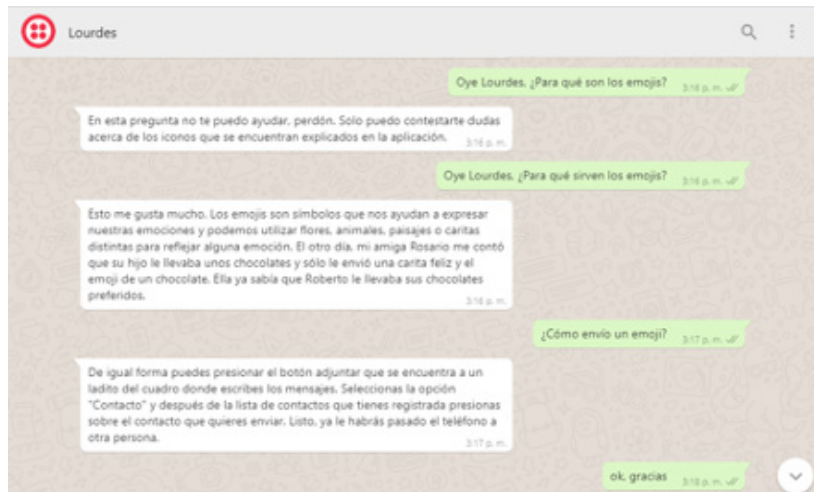 Lourdes
Oye Lourdes. ¿Para qué son los emojis? 3:16 p. m.
En esta pregunta no te puedo ayudar, perdón. Solo puedo contestarte dudas
acerca de los iconos que se encuentran explicados en la aplicación. 3:16 p. m.
Oye Lourdes. ¿Para qué sirven los emojis? 3:16 p. m.
Esto me gusta mucho. Los emojis son símbolos que nos ayudan a expresar
nuestras emociones y podemos utilizar flores, animales, paisajes o caritas
distintas para reflejar alguna emoción. El otro día, mi amiga Rosario me contó
que su hijo le llevaba unos chocolates y sólo le envió una carita feliz y el
emoji de un chocolate. Ella ya sabía que Roberto le llevaba sus chocolates
preferidos. 3:16 p. m.
¿Cómo envío un emoji? 3:17 p. m.
De igual forma puedes presionar el botón adjuntar que se encuentra a un
ladito del cuadro donde escribes los mensajes. Seleccionas la opción
"Contacto" y después de la lista de contactos que tienes registrada presionas
sobre el contacto que quieres enviar. Listo, ya le habrás pasado el teléfono a
otra persona. 3:17 p. m.
ok, gracias 3:18 p. m.